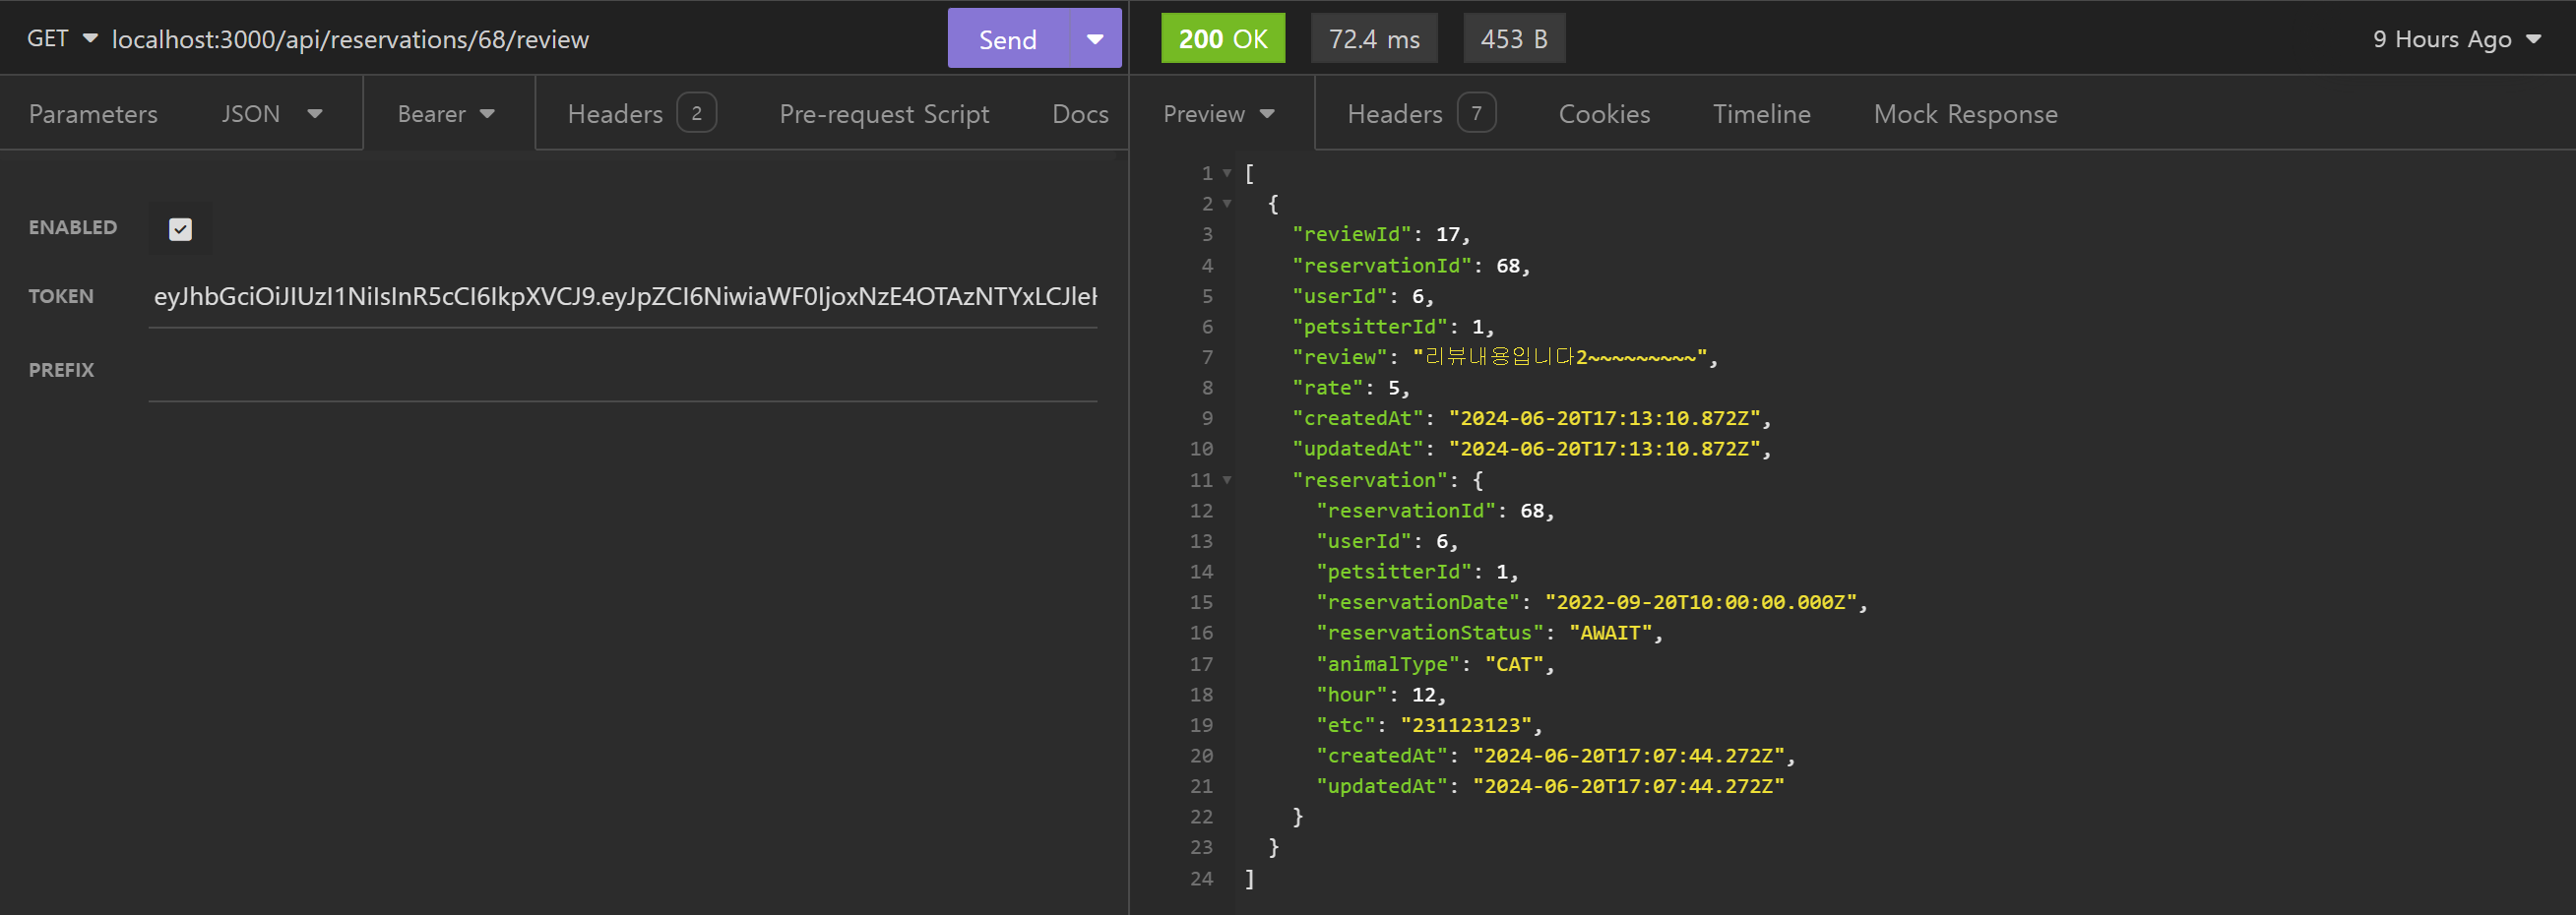 GET localhost:3000/api/reservations/68/review Send
200 OK 72.4 ms 453 B 9 Hours Ago
Parameters JSON Bearer Headers 2 Pre-request Script Docs
Preview Headers 7 Cookies Timeline Mock Response
ENABLED
TOKEN eyJhbGciOiJIUzI1NiIsInR5cCI6IkpXVCJ9.eyJpZCI6NiwiaWF0IjoxNzE4OTAzNTYxLCJle
PREFIX
1 [
2 {
3 "reviewId": 17,
4 "reservationId": 68,
5 "userId": 6,
6 "petsitterId": 1,
7 "review": "리뷰내용입니다2~~~~~~~~~",
8 "rate": 5,
9 "createdAt": "2024-06-20T17:13:10.872Z",
10 "updatedAt": "2024-06-20T17:13:10.872Z",
11 "reservation": {
12 "reservationId": 68,
13 "userId": 6,
14 "petsitterId": 1,
15 "reservationDate": "2022-09-20T10:00:00.000Z",
16 "reservationStatus": "AWAIT",
17 "animalType": "CAT",
18 "hour": 12,
19 "etc": "231123123",
20 "createdAt": "2024-06-20T17:07:44.272Z",
21 "updatedAt": "2024-06-20T17:07:44.272Z"
22 }
23 }
24 ]